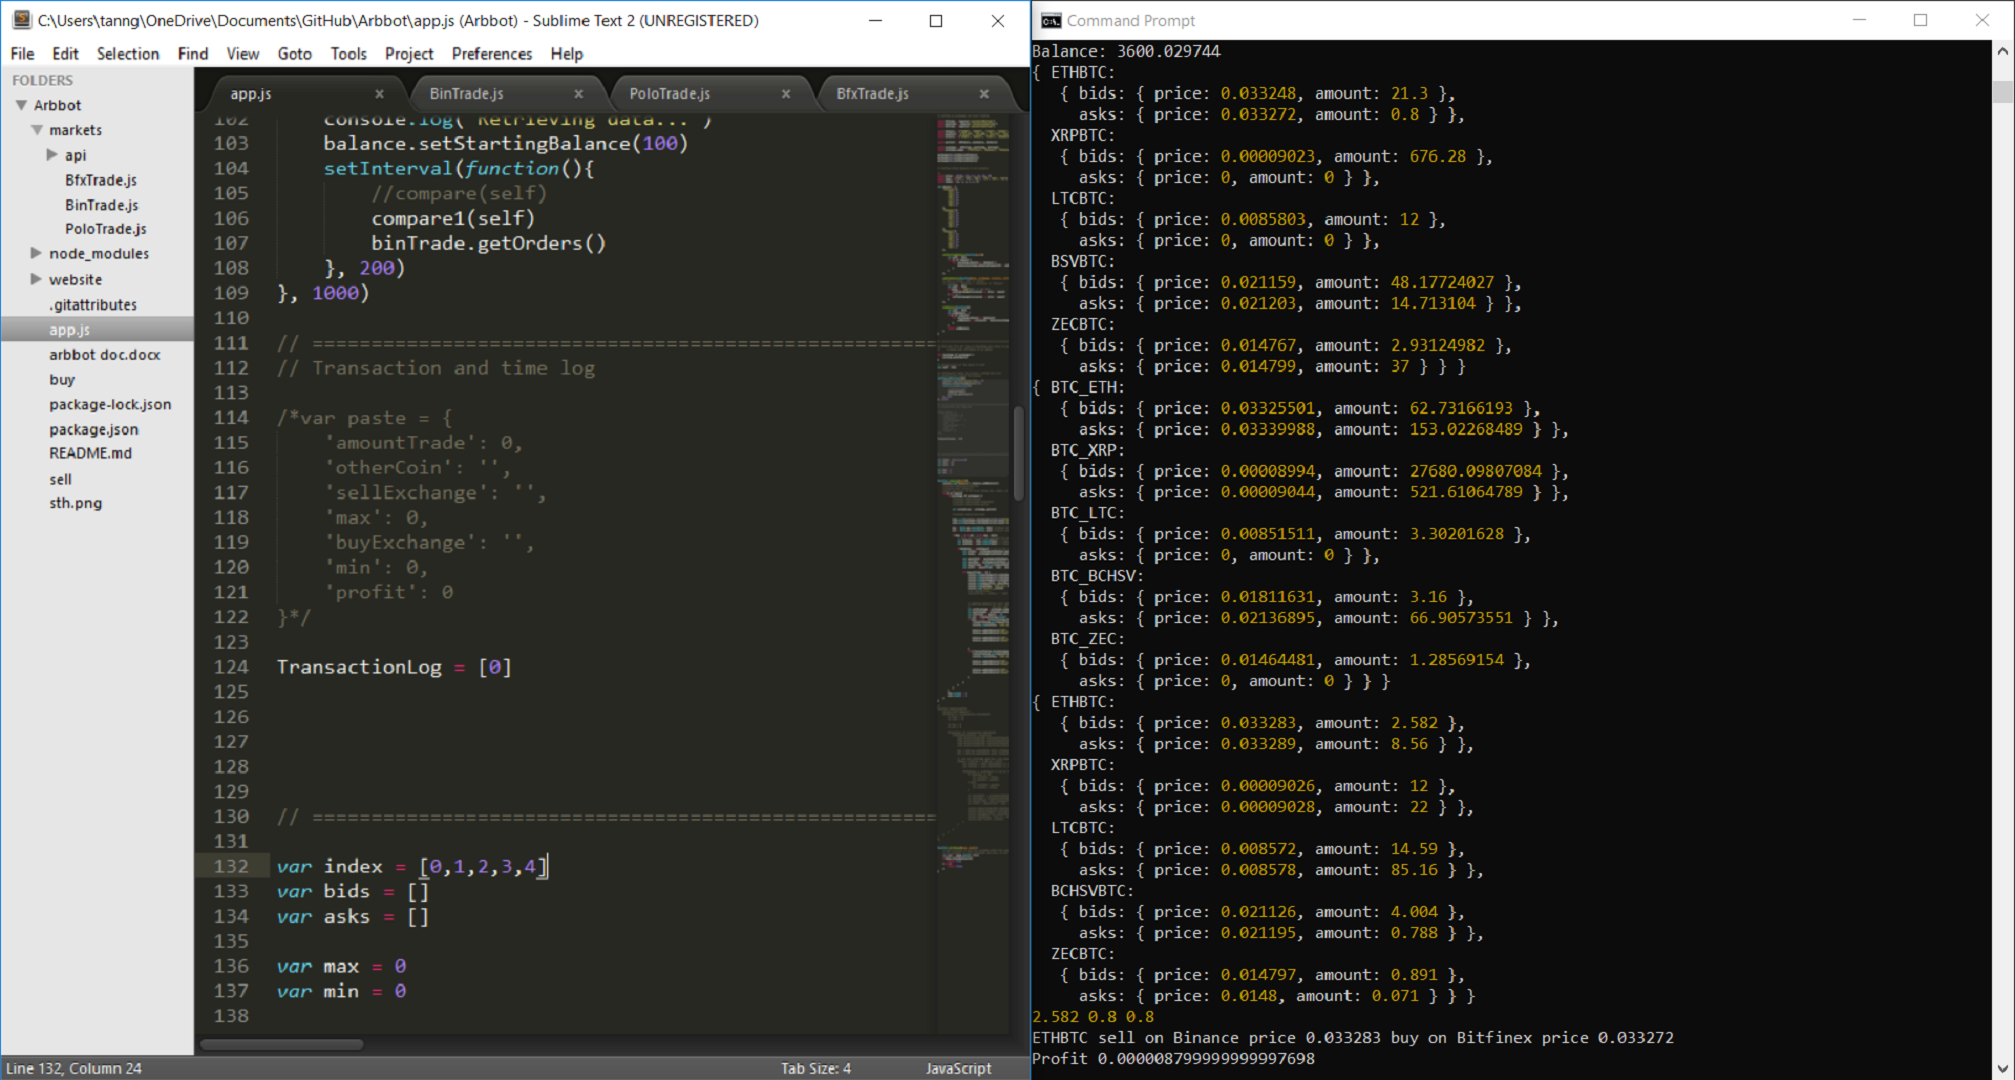 C:\Users\tanng\OneDrive\Documents\GitHub\Arbbot\app.js (Arbbot) - Sublime Text 2 (UNREGISTERED)
File Edit Selection Find View Goto Tools Project Preferences Help
FOLDERS
Arbbot
markets
api
BfxTrade.js
BinTrade.js
PoloTrade.js
node_modules
website
.gitattributes
app.js
arbbot doc.docx
buy
package-lock.json
package.json
README.md
sell
sth.png
app.js BinTrade.js PoloTrade.js BfxTrade.js
102 console.log("Retrieving data...")
103 balance.setStartingBalance(100)
104 setInterval(function(){
105 //compare(self)
106 compare1(self)
107 binTrade.getOrders()
108 }, 200)
109 }, 1000)
110
111 // =====================================================
112 // Transaction and time log
113
114 /*var paste = {
115 'amountTrade': 0,
116 'otherCoin': '',
117 'sellExchange': '',
118 'max': 0,
119 'buyExchange': '',
120 'min': 0,
121 'profit': 0
122 }*/
123
124 TransactionLog = [0]
125
126
127
128
129
130 // =====================================================
131
132 var index = [0,1,2,3,4]
133 var bids = []
134 var asks = []
135
136 var max = 0
137 var min = 0
138
Line 132, Column 24 Tab Size: 4 JavaScript
Command Prompt
Balance: 3600.029744
{ ETHBTC:
{ bids: { price: 0.033248, amount: 21.3 },
asks: { price: 0.033272, amount: 0.8 } },
XRPBTC:
{ bids: { price: 0.00009023, amount: 676.28 },
asks: { price: 0, amount: 0 } },
LTCBTC:
{ bids: { price: 0.0085803, amount: 12 },
asks: { price: 0, amount: 0 } },
BSVBTC:
{ bids: { price: 0.021159, amount: 48.17724027 },
asks: { price: 0.021203, amount: 14.713104 } },
ZECBTC:
{ bids: { price: 0.014767, amount: 2.93124982 },
asks: { price: 0.014799, amount: 37 } } }
{ BTC_ETH:
{ bids: { price: 0.03325501, amount: 62.73166193 },
asks: { price: 0.03339988, amount: 153.02268489 } },
BTC_XRP:
{ bids: { price: 0.00008994, amount: 27680.09807084 },
asks: { price: 0.00009044, amount: 521.61064789 } },
BTC_LTC:
{ bids: { price: 0.00851511, amount: 3.30201628 },
asks: { price: 0, amount: 0 } },
BTC_BCHSV:
{ bids: { price: 0.01811631, amount: 3.16 },
asks: { price: 0.02136895, amount: 66.90573551 } },
BTC_ZEC:
{ bids: { price: 0.01464481, amount: 1.28569154 },
asks: { price: 0, amount: 0 } } }
{ ETHBTC:
{ bids: { price: 0.033283, amount: 2.582 },
asks: { price: 0.033289, amount: 8.56 } },
XRPBTC:
{ bids: { price: 0.00009026, amount: 12 },
asks: { price: 0.00009028, amount: 22 } },
LTCBTC:
{ bids: { price: 0.008572, amount: 14.59 },
asks: { price: 0.008578, amount: 85.16 } },
BCHSVBTC:
{ bids: { price: 0.021126, amount: 4.004 },
asks: { price: 0.021195, amount: 0.788 } },
ZECBTC:
{ bids: { price: 0.014797, amount: 0.891 },
asks: { price: 0.0148, amount: 0.071 } } }
2.582 0.8 0.8
ETHBTC sell on Binance price 0.033283 buy on Bitfinex price 0.033272
Profit 0.000008799999999997698